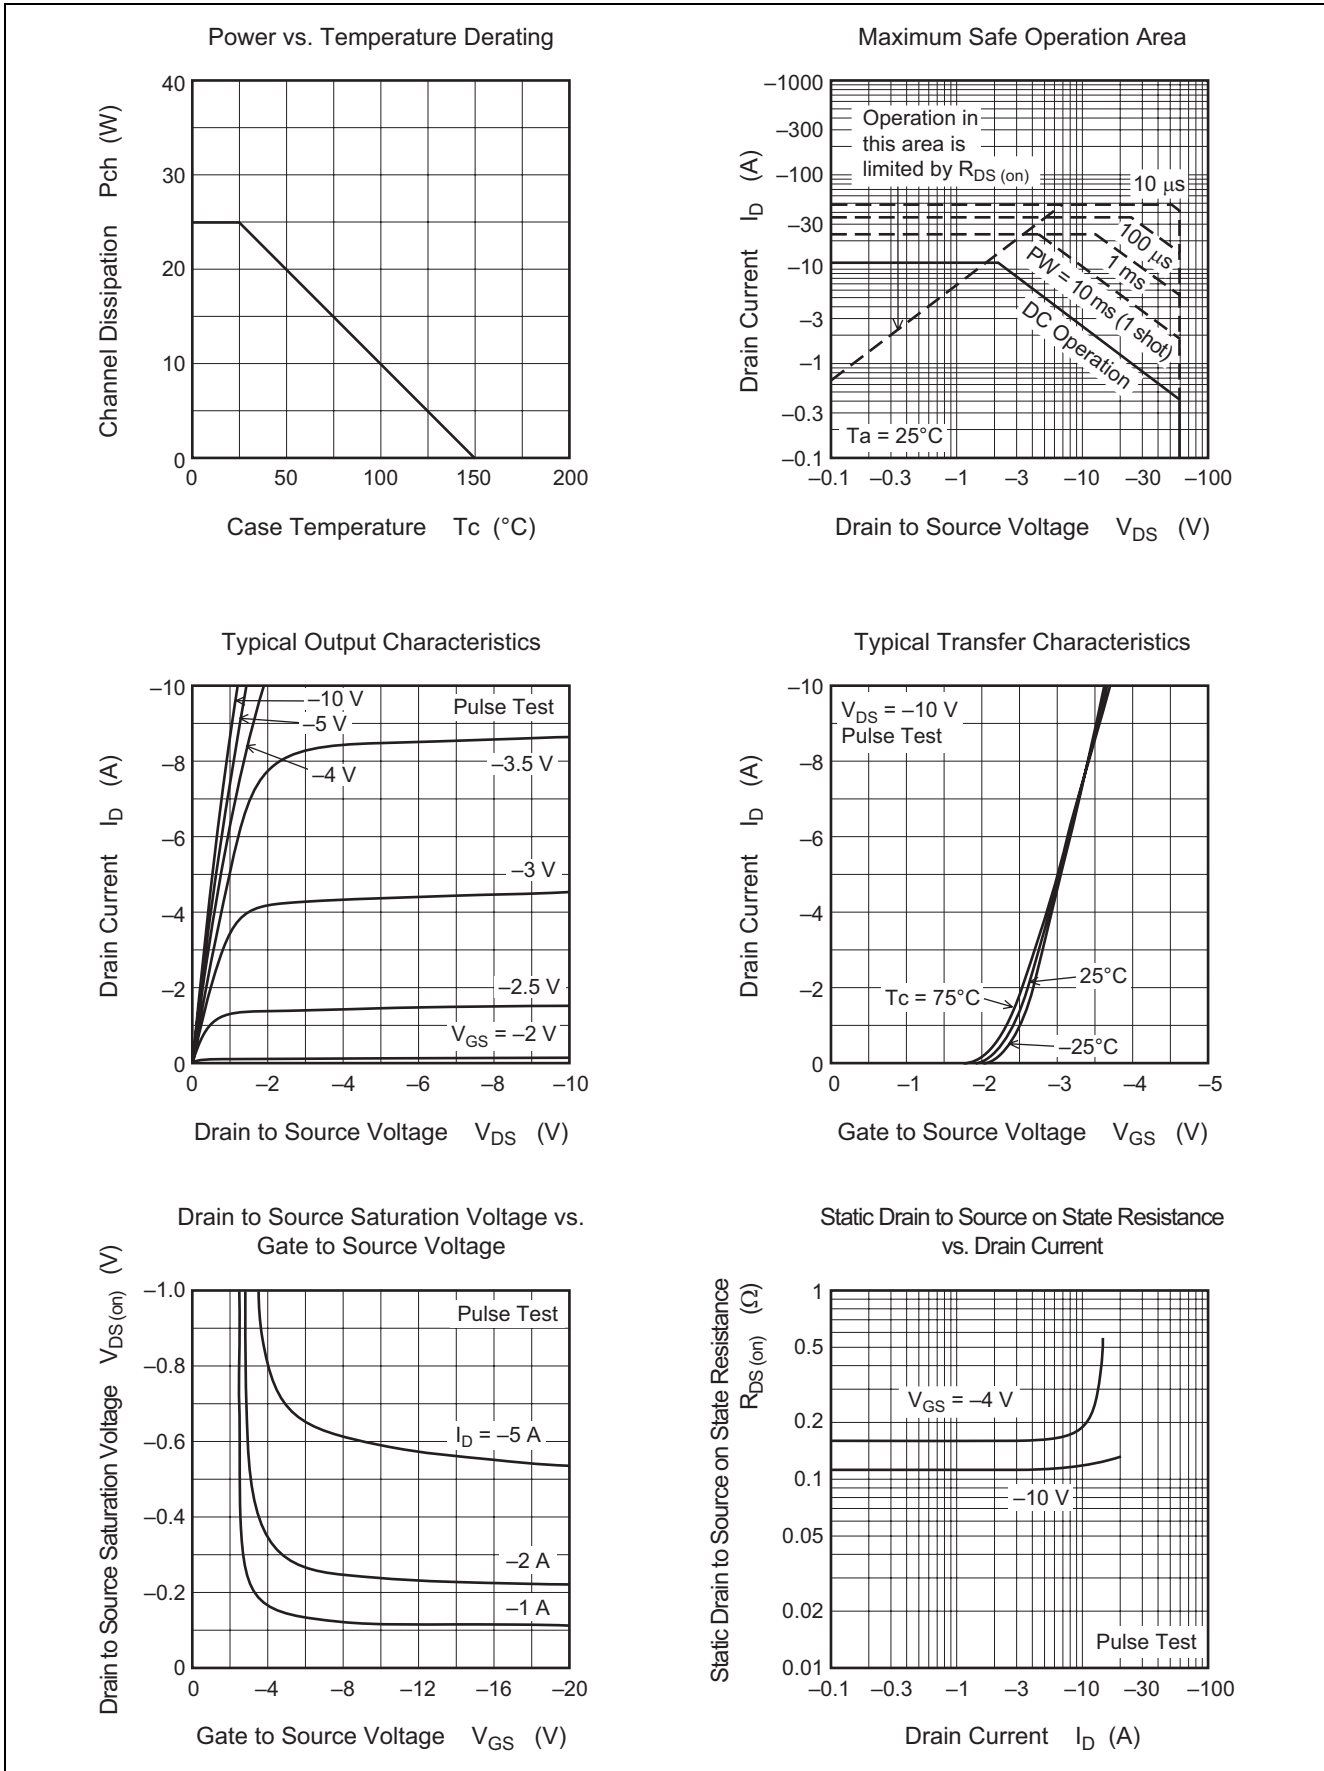 Power vs. Temperature Derating
Channel Dissipation Pch (W)
40
30
20
10
0
0 50 100 150 200
Case Temperature Tc (°C)
Maximum Safe Operation Area
Drain Current I_D (A)
–1000
–300
–100
–30
–10
–3
–1
–0.3
–0.1
Operation in
this area is
limited by R_DS (on)
10 μs
100 μs
1 ms
PW = 10 ms (1 shot)
DC Operation
Ta = 25°C
–0.1 –0.3 –1 –3 –10 –30 –100
Drain to Source Voltage V_DS (V)
Typical Output Characteristics
Drain Current I_D (A)
–10
–8
–6
–4
–2
0
–10 V
–5 V
–4 V
Pulse Test
–3.5 V
–3 V
–2.5 V
V_GS = –2 V
0 –2 –4 –6 –8 –10
Drain to Source Voltage V_DS (V)
Typical Transfer Characteristics
Drain Current I_D (A)
–10
–8
–6
–4
–2
0
V_DS = –10 V
Pulse Test
25°C
Tc = 75°C
–25°C
0 –1 –2 –3 –4 –5
Gate to Source Voltage V_GS (V)
Drain to Source Saturation Voltage vs.
Gate to Source Voltage
Drain to Source Saturation Voltage V_DS (on) (V)
–1.0
–0.8
–0.6
–0.4
–0.2
0
Pulse Test
I_D = –5 A
–2 A
–1 A
0 –4 –8 –12 –16 –20
Gate to Source Voltage V_GS (V)
Static Drain to Source on State Resistance
vs. Drain Current
Static Drain to Source on State Resistance
R_DS (on) (Ω)
1
0.5
0.2
0.1
0.05
0.02
0.01
V_GS = –4 V
–10 V
Pulse Test
–0.1 –0.3 –1 –3 –10 –30 –100
Drain Current I_D (A)